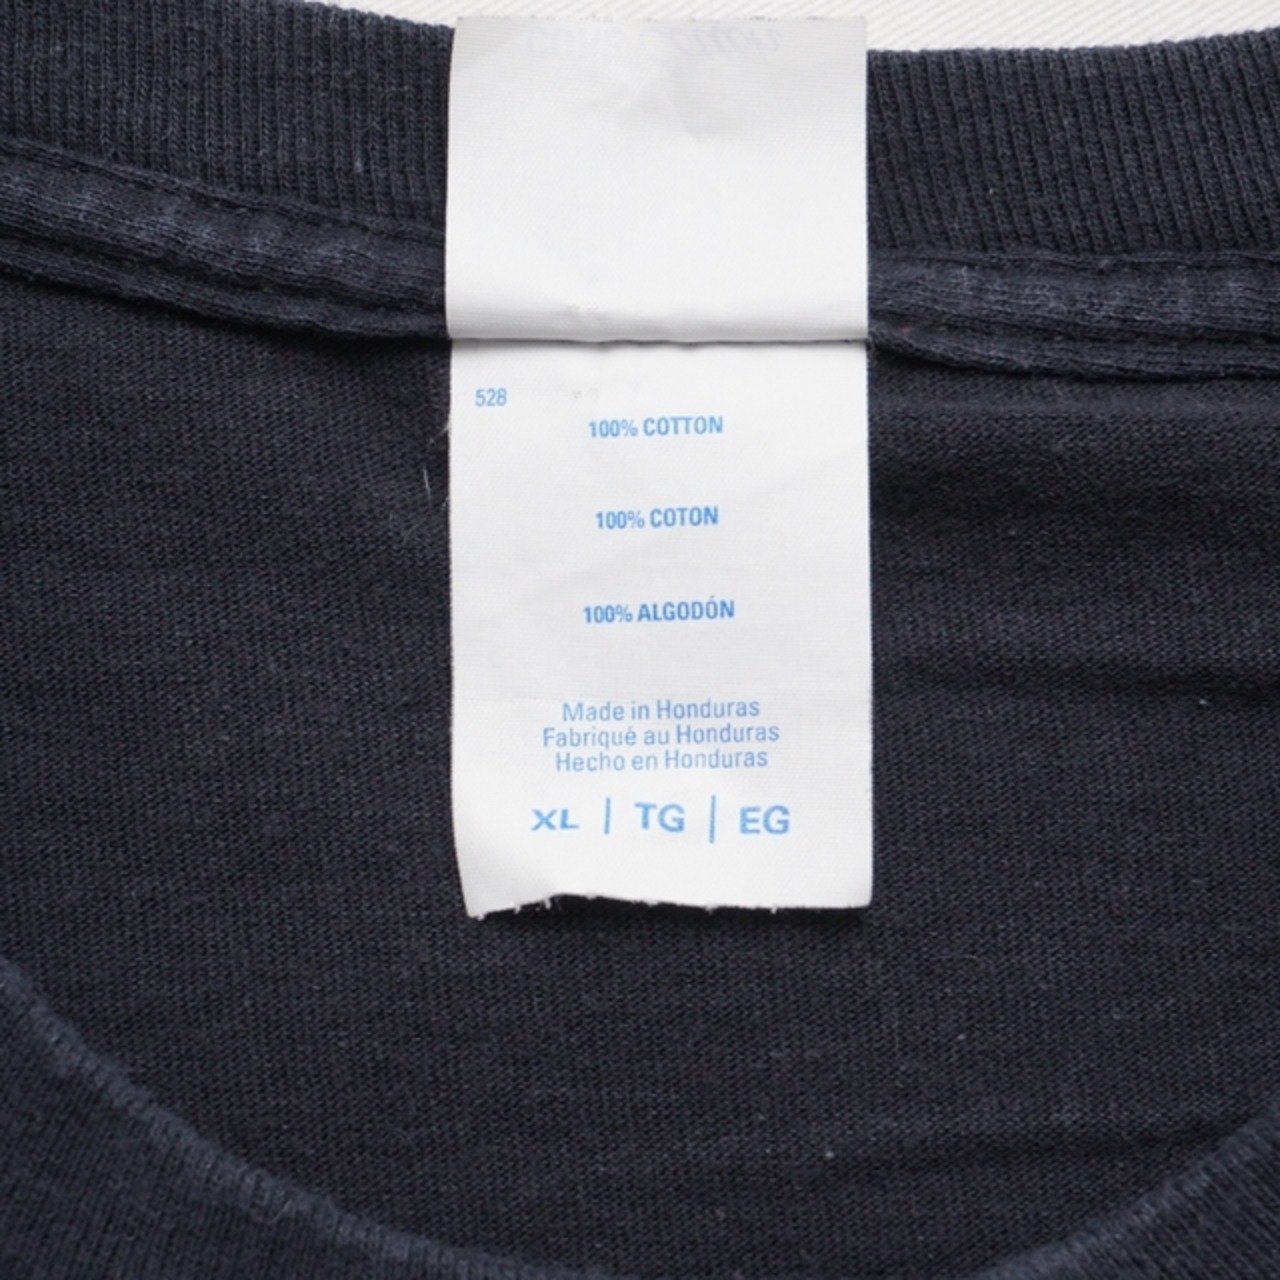 528
100% COTTON
100% COTON
100% ALGODÓN
Made in Honduras
Fabriqué au Honduras
Hecho en Honduras
XL | TG | EG